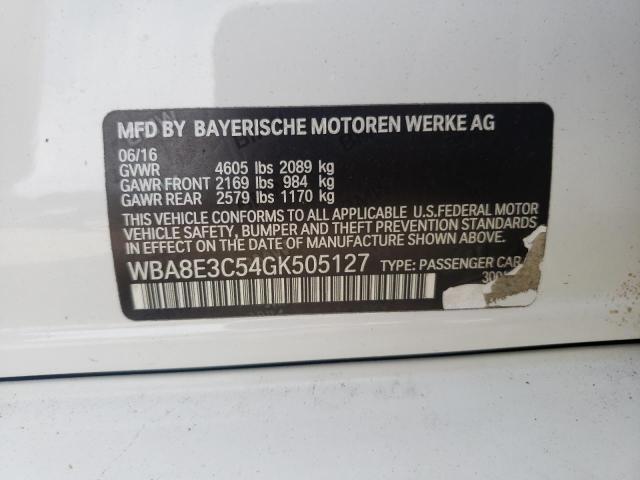 MFD BY BAYERISCHE MOTOREN WERKE AG
06/16
GVWR 4605 lbs 2089 kg
GAWR FRONT 2169 lbs 984 kg
GAWR REAR 2579 lbs 1170 kg
THIS VEHICLE CONFORMS TO ALL APPLICABLE U.S.FEDERAL MOTOR
VEHICLE SAFETY, BUMPER AND THEFT PREVENTION STANDARDS
IN EFFECT ON THE DATE OF MANUFACTURE SHOWN ABOVE.
WBA8E3C54GK505127 TYPE: PASSENGER CAR